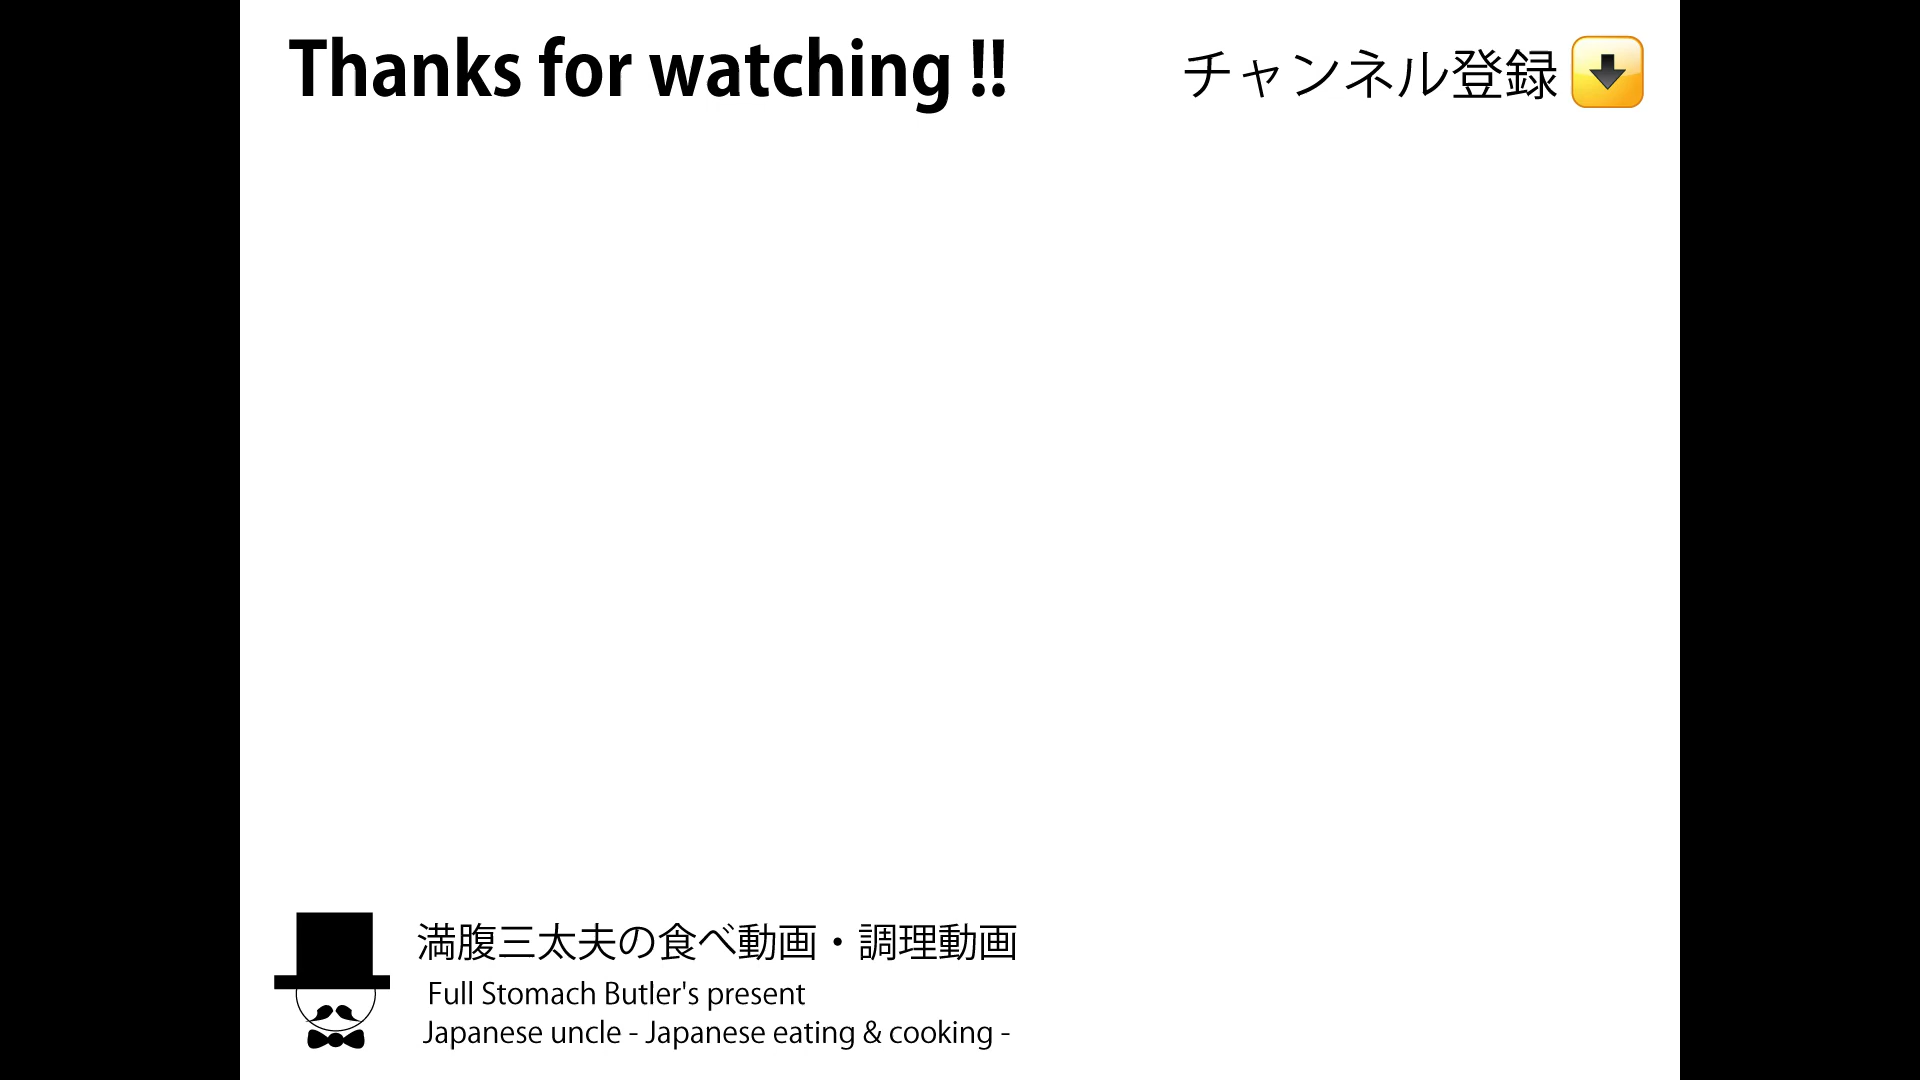 Thanks for watching !!
チャンネル登録
満腹三太夫の食べ動画・調理動画
Full Stomach Butler's present
Japanese uncle - Japanese eating & cooking -